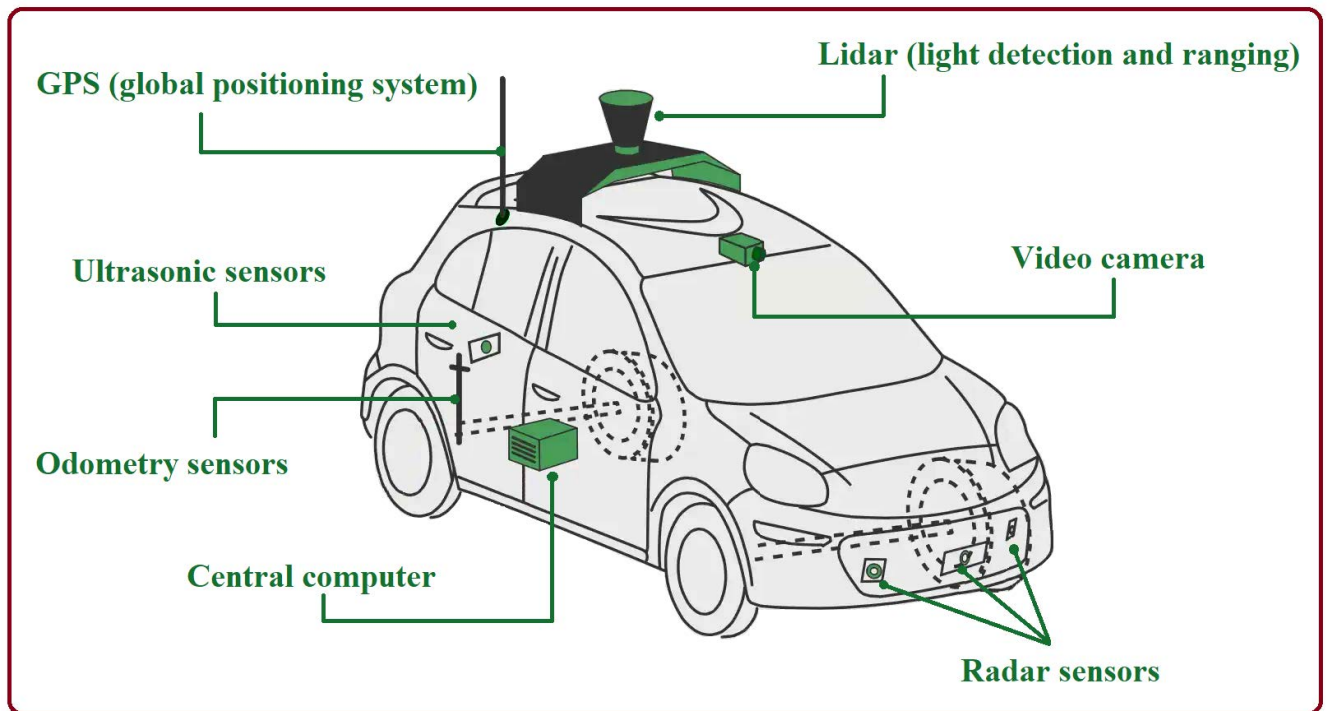 Lidar (light detection and ranging)
GPS (global positioning system)
Video camera
Ultrasonic sensors
Odometry sensors
Central computer
Radar sensors